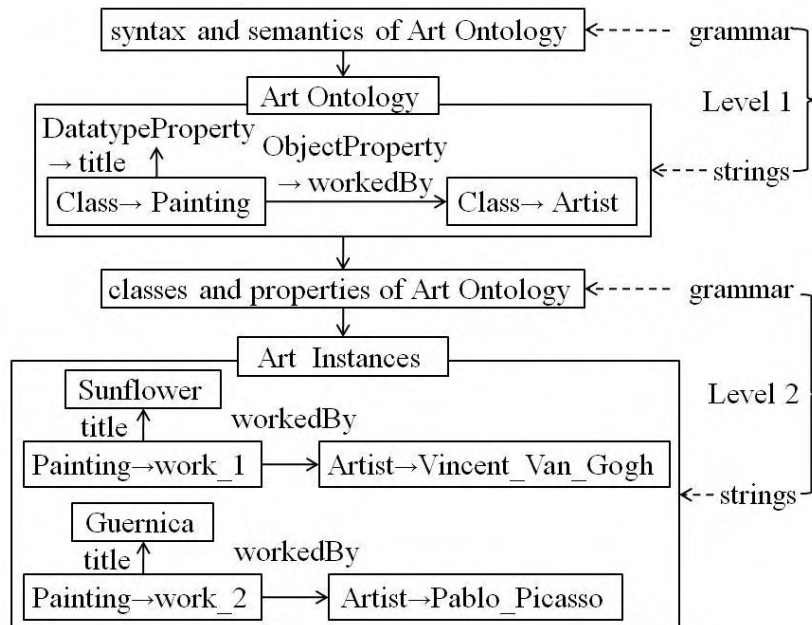 syntax and semantics of Art Ontology
grammar
Art Ontology
Level 1
DatatypeProperty
→ title
ObjectProperty
→ workedBy
strings
Class→ Painting
Class→ Artist
classes and properties of Art Ontology
grammar
Art Instances
Level 2
Sunflower
title
workedBy
Painting→work_1
Artist→Vincent_Van_Gogh
strings
Guernica
title
workedBy
Painting→work_2
Artist→Pablo_Picasso